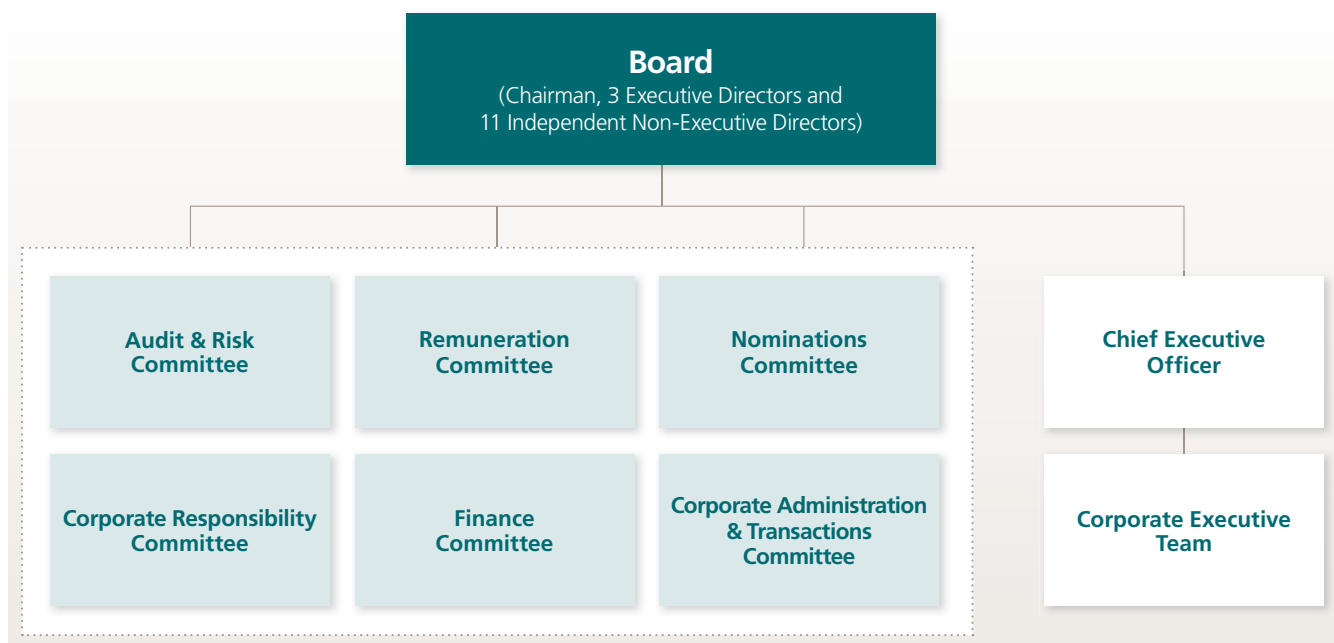 Board
(Chairman, 3 Executive Directors and
11 Independent Non-Executive Directors)
Audit & Risk
Committee
Remuneration
Committee
Nominations
Committee
Chief Executive
Officer
Corporate Responsibility
Committee
Finance
Committee
Corporate Administration
& Transactions
Committee
Corporate Executive
Team